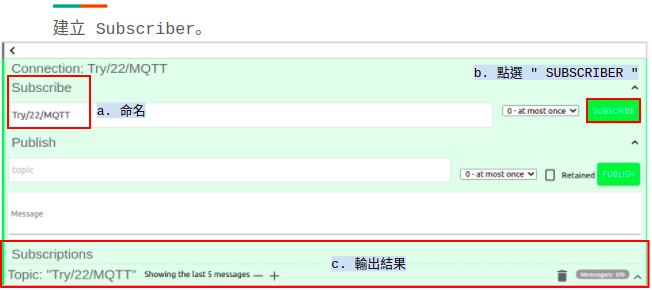 建立 Subscriber。
Connection: Try/22/MQTT
b. 點選 " SUBSCRIBER "
Subscribe
Try/22/MQTT
a. 命名
0 - at most once
SUBSCRIBE
Publish
topic
0 - at most once
Retained
PUBLISH
Message
Subscriptions
c. 輸出結果
Topic: "Try/22/MQTT" Showing the last 5 messages — +
Messages: 0/0